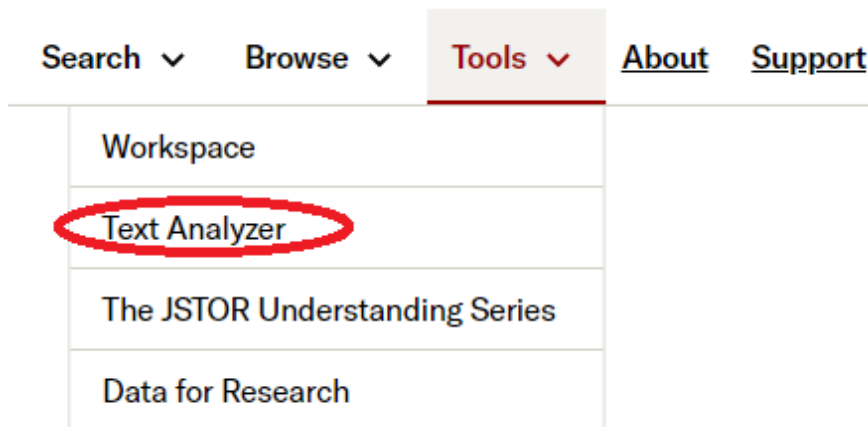 Search Browse Tools About Support
Workspace
Text Analyzer
The JSTOR Understanding Series
Data for Research